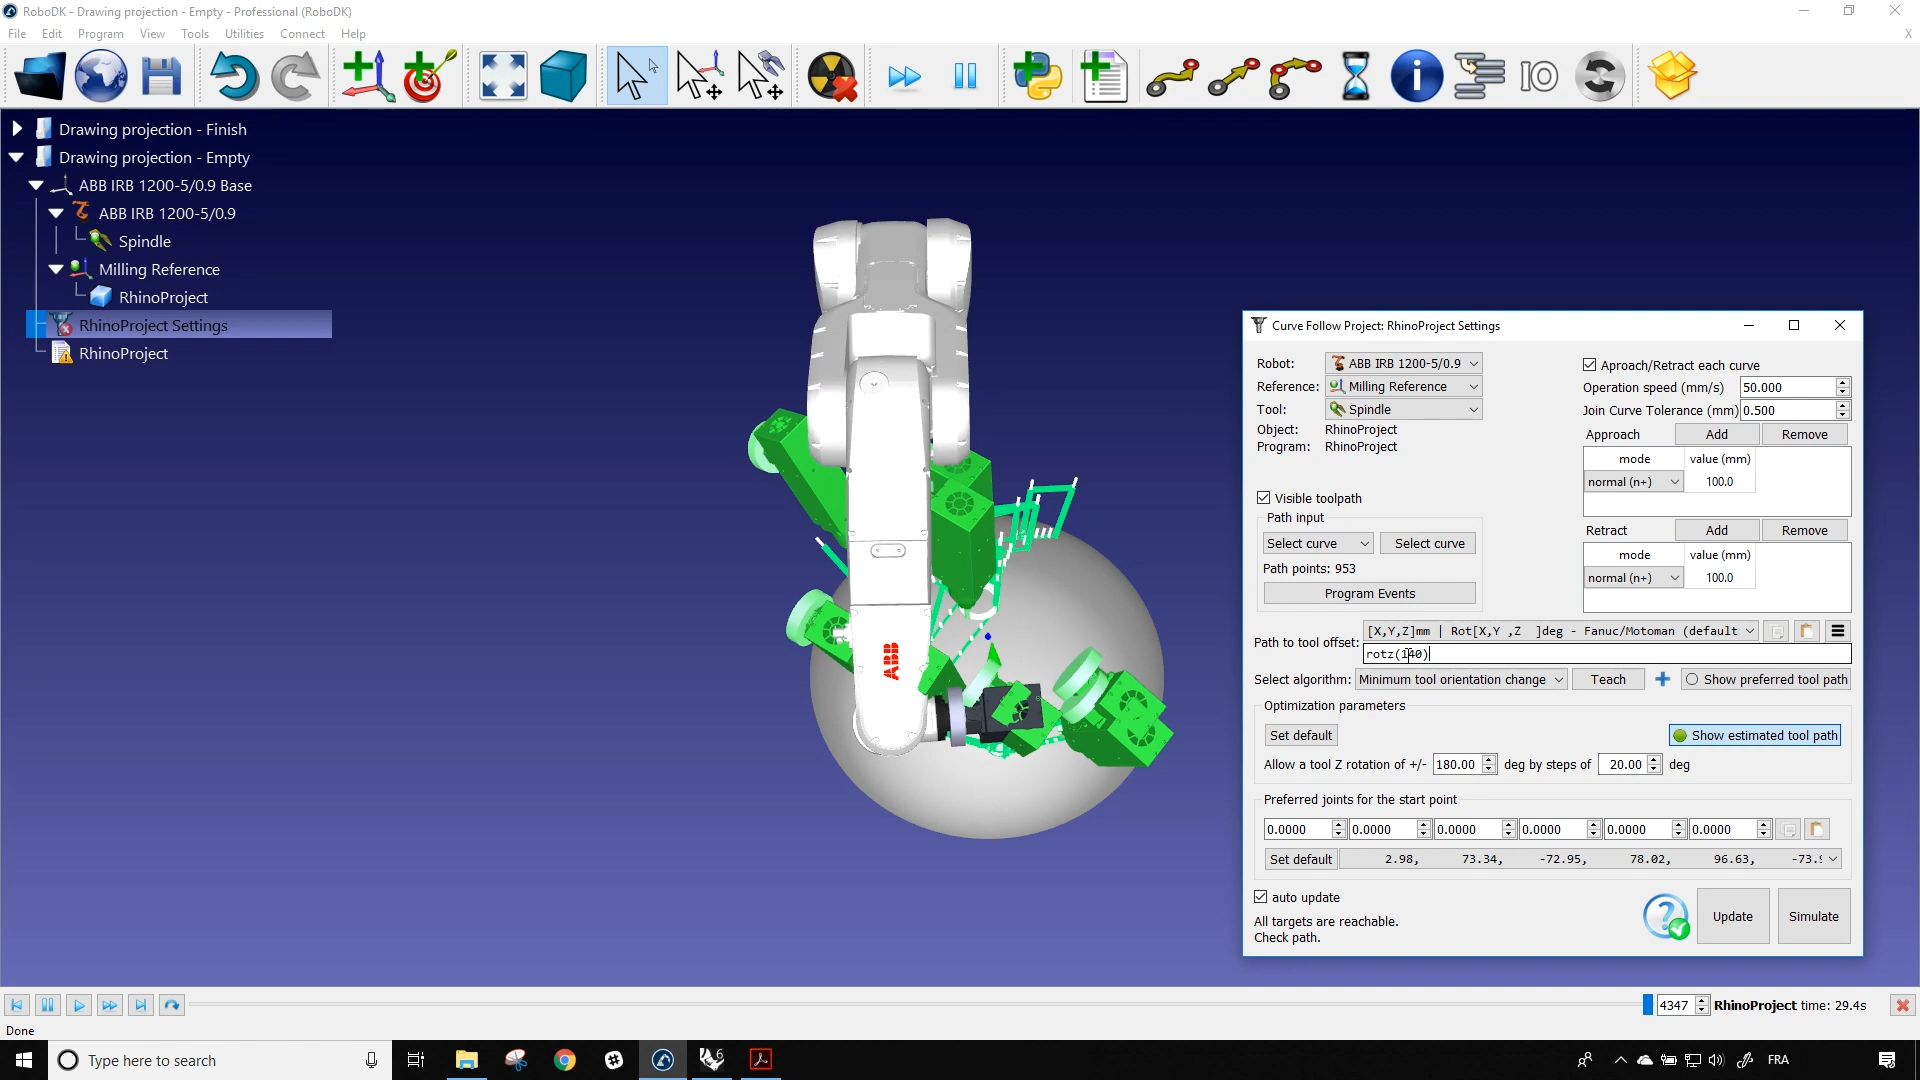 RoboDK - Drawing projection - Empty - Professional (RoboDK)
File Edit Program View Tools Utilities Connect Help
X
IO
Drawing projection - Finish
Drawing projection - Empty
ABB IRB 1200-5/0.9 Base
ABB IRB 1200-5/0.9
Spindle
Milling Reference
RhinoProject
RhinoProject Settings
RhinoProject
ABB
Curve Follow Project: RhinoProject Settings
Robot: ABB IRB 1200-5/0.9
Reference: Milling Reference
Tool: Spindle
Object: RhinoProject
Program: RhinoProject
Aproach/Retract each curve
Operation speed (mm/s) 50.000
Join Curve Tolerance (mm) 0.500
Approach Add Remove
mode value (mm)
normal (n+) 100.0
Visible toolpath
Path input
Select curve Select curve
Path points: 953
Program Events
Retract Add Remove
mode value (mm)
normal (n+) 100.0
Path to tool offset: [X,Y,Z]mm | Rot[X,Y ,Z ]deg - Fanuc/Motoman (default
rotz(140)
Select algorithm: Minimum tool orientation change Teach Show preferred tool path
Optimization parameters
Set default Show estimated tool path
Allow a tool Z rotation of +/- 180.00 deg by steps of 20.00 deg
Preferred joints for the start point
0.0000 0.0000 0.0000 0.0000 0.0000 0.0000
Set default 2.98, 73.34, -72.95, 78.02, 96.63,
auto update
All targets are reachable.
Check path.
Update Simulate
4347 RhinoProject time: 29.4s
Done
Type here to search
6
FRA